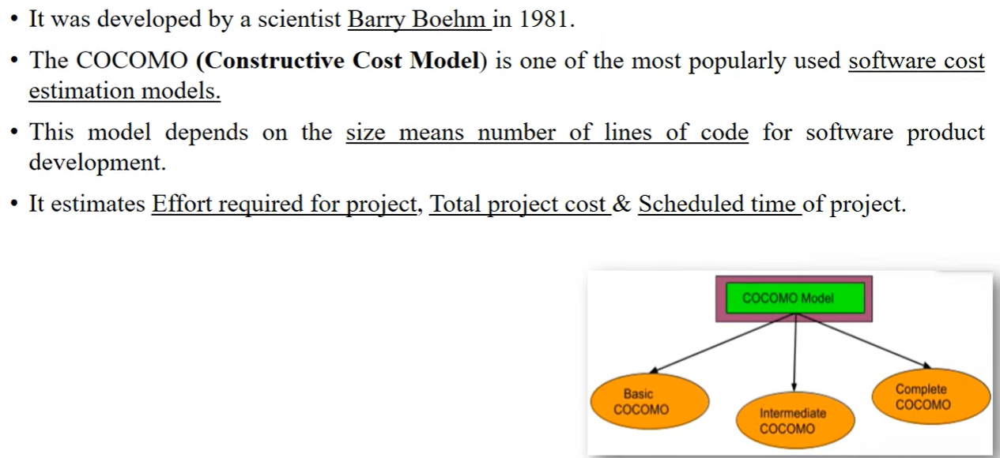 • It was developed by a scientist Barry Boehm in 1981.
• The COCOMO (Constructive Cost Model) is one of the most popularly used software cost
estimation models.
• This model depends on the size means number of lines of code for software product
development.
• It estimates Effort required for project, Total project cost & Scheduled time of project.
COCOMO Model
Basic
COCOMO
Intermediate
COCOMO
Complete
COCOMO